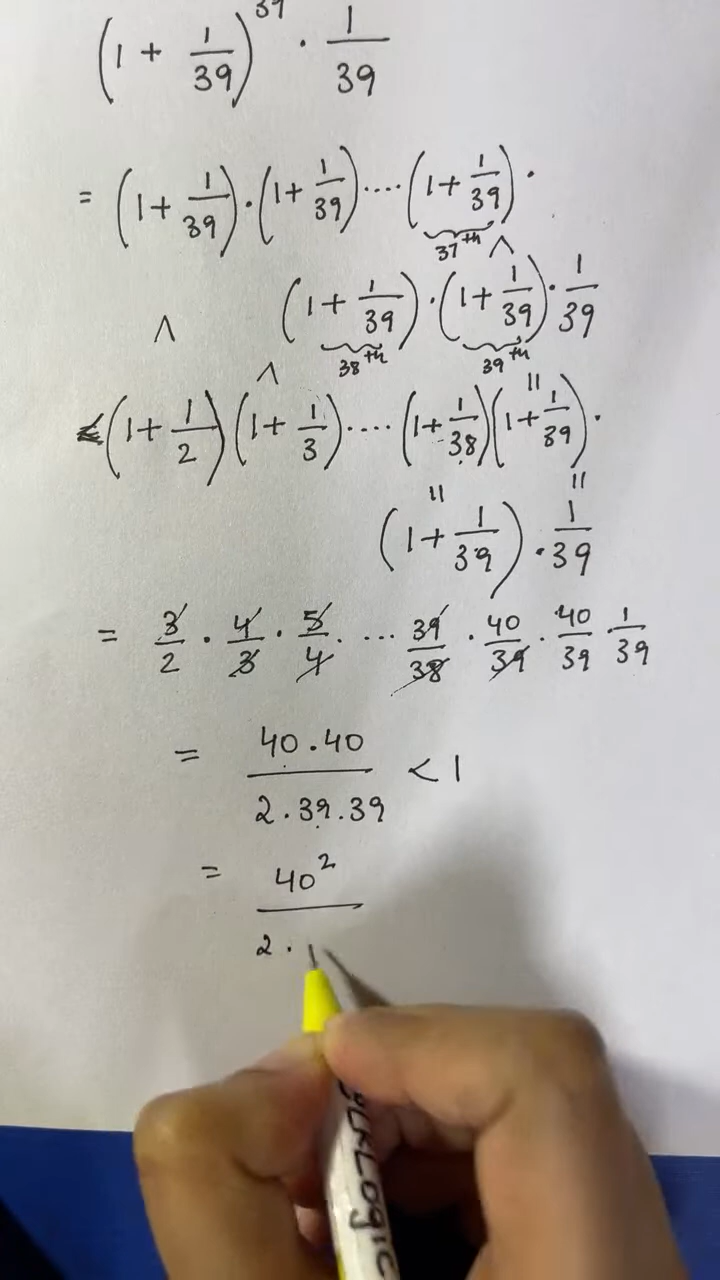 (1 + 1/39)^39 · 1/39
= (1 + 1/39) · (1 + 1/39) .... (1 + 1/39) ·
37th ^
(1 + 1/39) · (1 + 1/39) · 1/39
^ 38th 39th
^ ||
< (1 + 1/2) (1 + 1/3) .... (1 + 1/38) (1 + 1/39) ·
|| ||
(1 + 1/39) · 1/39
= 3/2 · 4/3 · 5/4 · ... 39/38 · 40/39 · 40/39 · 1/39
= 40 . 40 / 2 . 39 . 39 < 1
= 40^2 / 2 ·